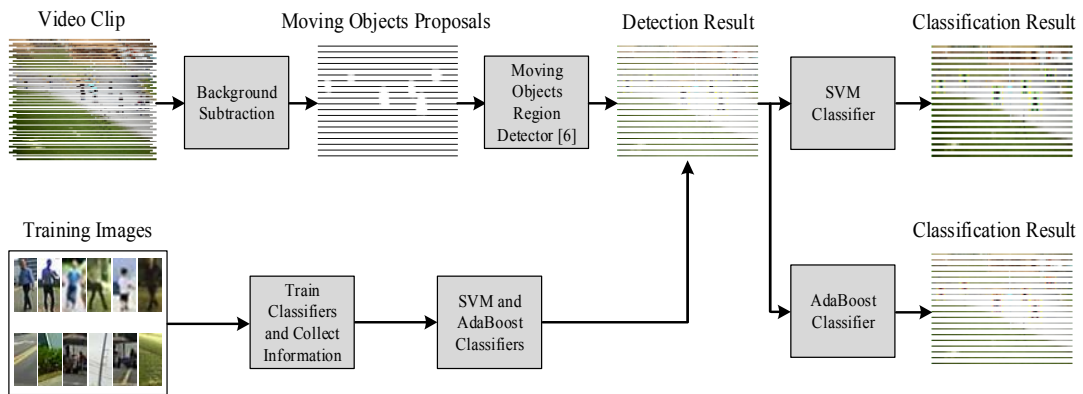 Video Clip
Moving Objects Proposals
Detection Result
Classification Result
Background
Subtraction
Moving
Objects
Region
Detector [6]
SVM
Classifier
Training Images
Classification Result
Train
Classifiers
and Collect
Information
SVM and
AdaBoost
Classifiers
AdaBoost
Classifier